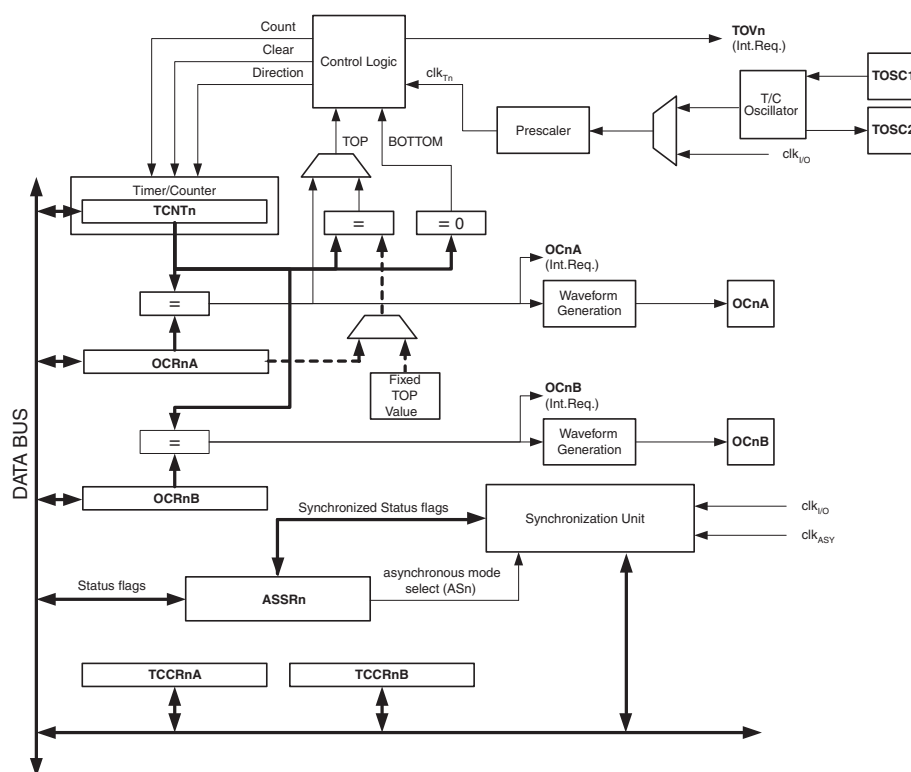 Count
Clear
Direction
Control Logic
TOVn
(Int.Req.)
clkTn
TOP
BOTTOM
Prescaler
T/C
Oscillator
TOSC1
TOSC2
clkI/O
Timer/Counter
TCNTn
=
= 0
OCnA
(Int.Req.)
=
Waveform
Generation
OCnA
OCRnA
Fixed
TOP
Value
OCnB
(Int.Req.)
=
Waveform
Generation
OCnB
OCRnB
DATA BUS
Synchronized Status flags
Synchronization Unit
clkI/O
clkASY
Status flags
ASSRn
asynchronous mode
select (ASn)
TCCRnA
TCCRnB